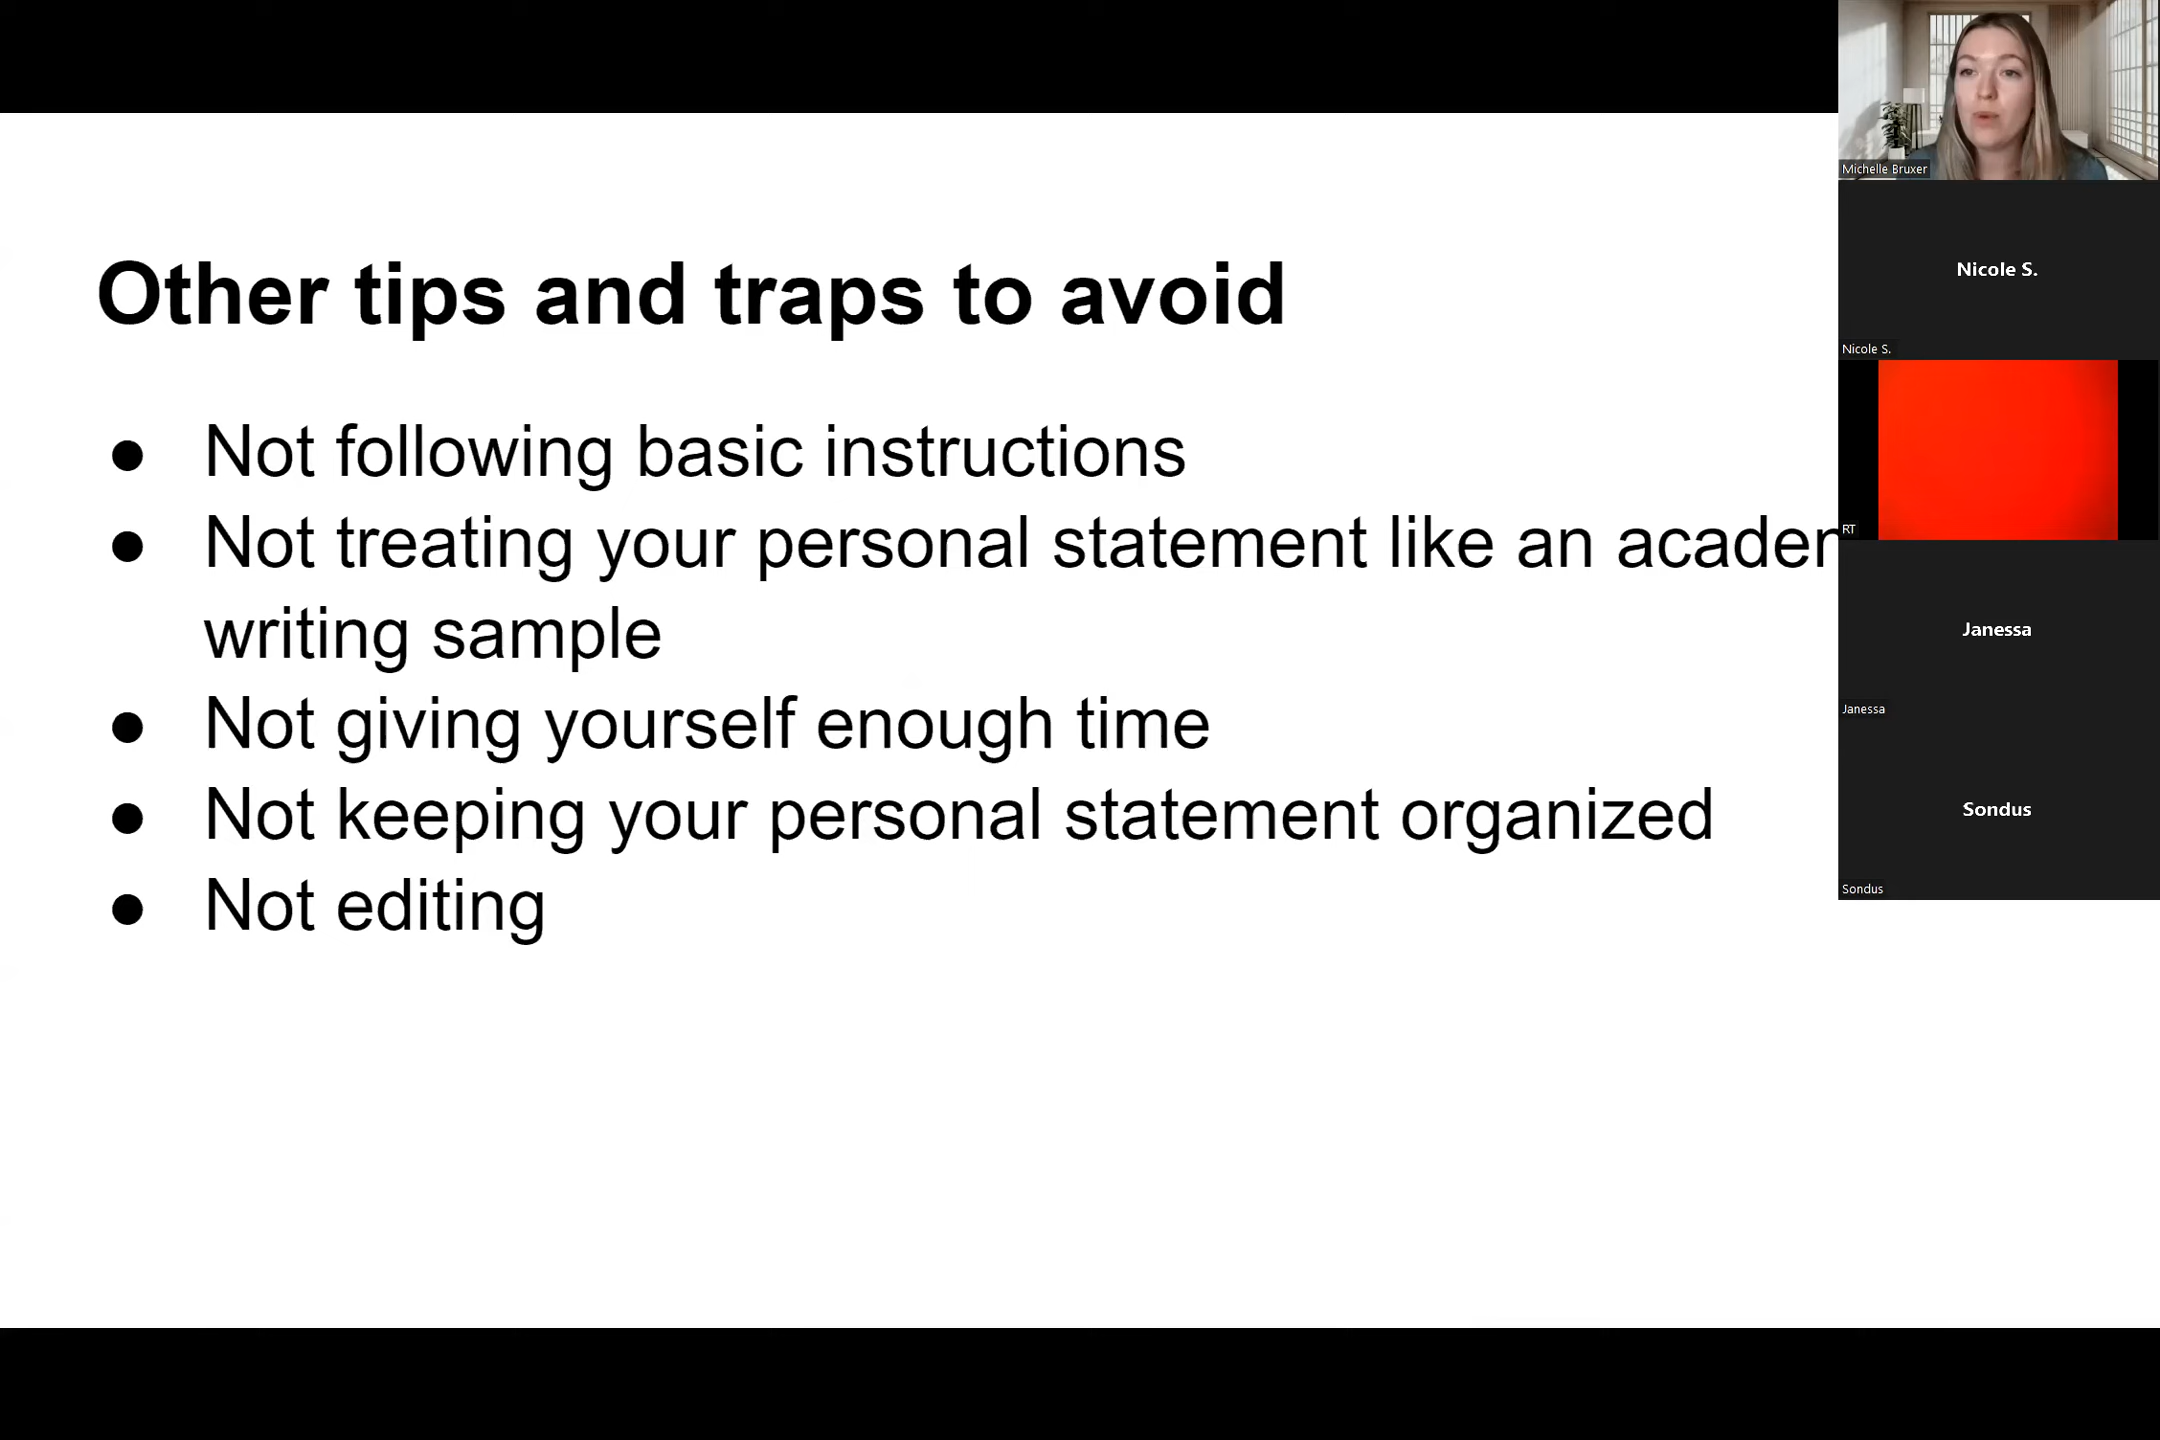 Other tips and traps to avoid
● Not following basic instructions
● Not treating your personal statement like an
writing sample
● Not giving yourself enough time
● Not keeping your personal statement organized
● Not editing
Michelle Bruxer
Nicole S.
Nicole S.
RT
Janessa
Janessa
Sondus
Sondus